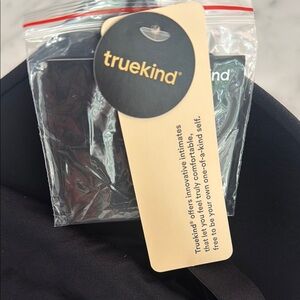 truekind®
kind®
Truekind® offers innovative intimates
that let you feel truly comfortable,
free to be your own one-of-a-kind self.